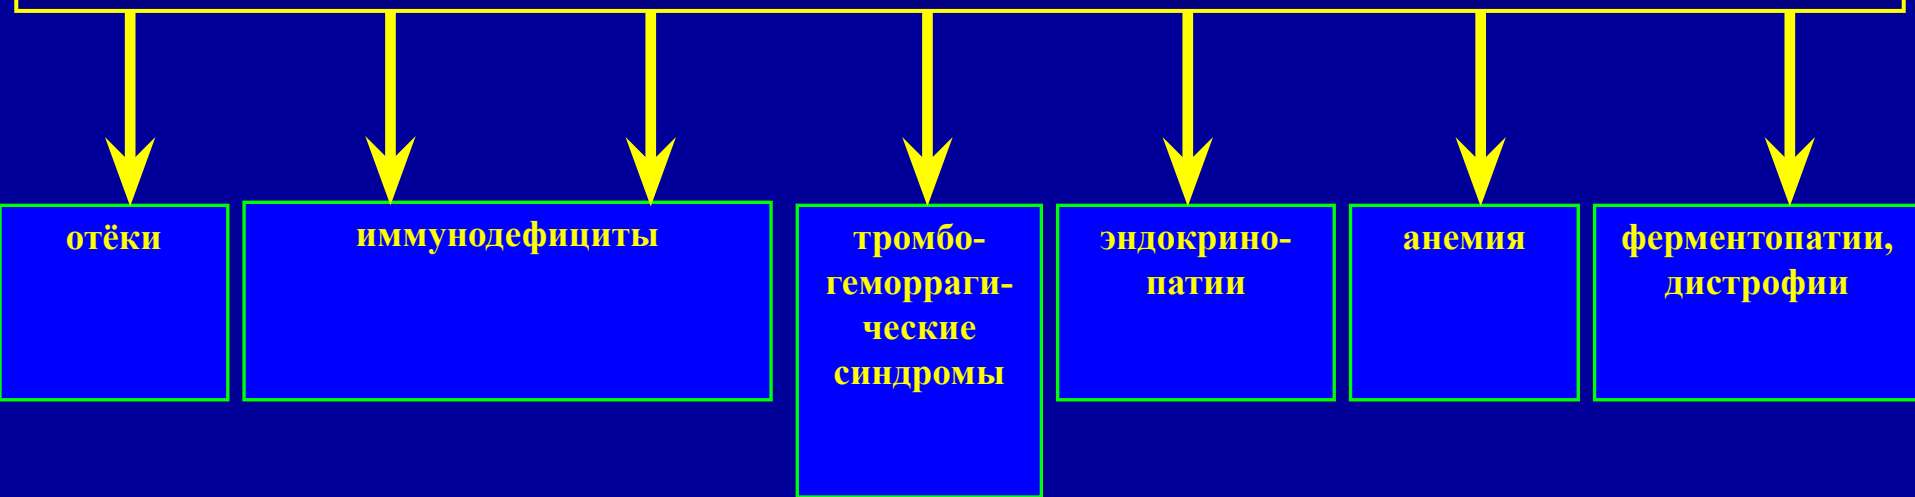 отёки
иммунодефициты
тромбо-
геморраги-
ческие
синдромы
эндокрино-
патии
анемия
ферментопатии,
дистрофии